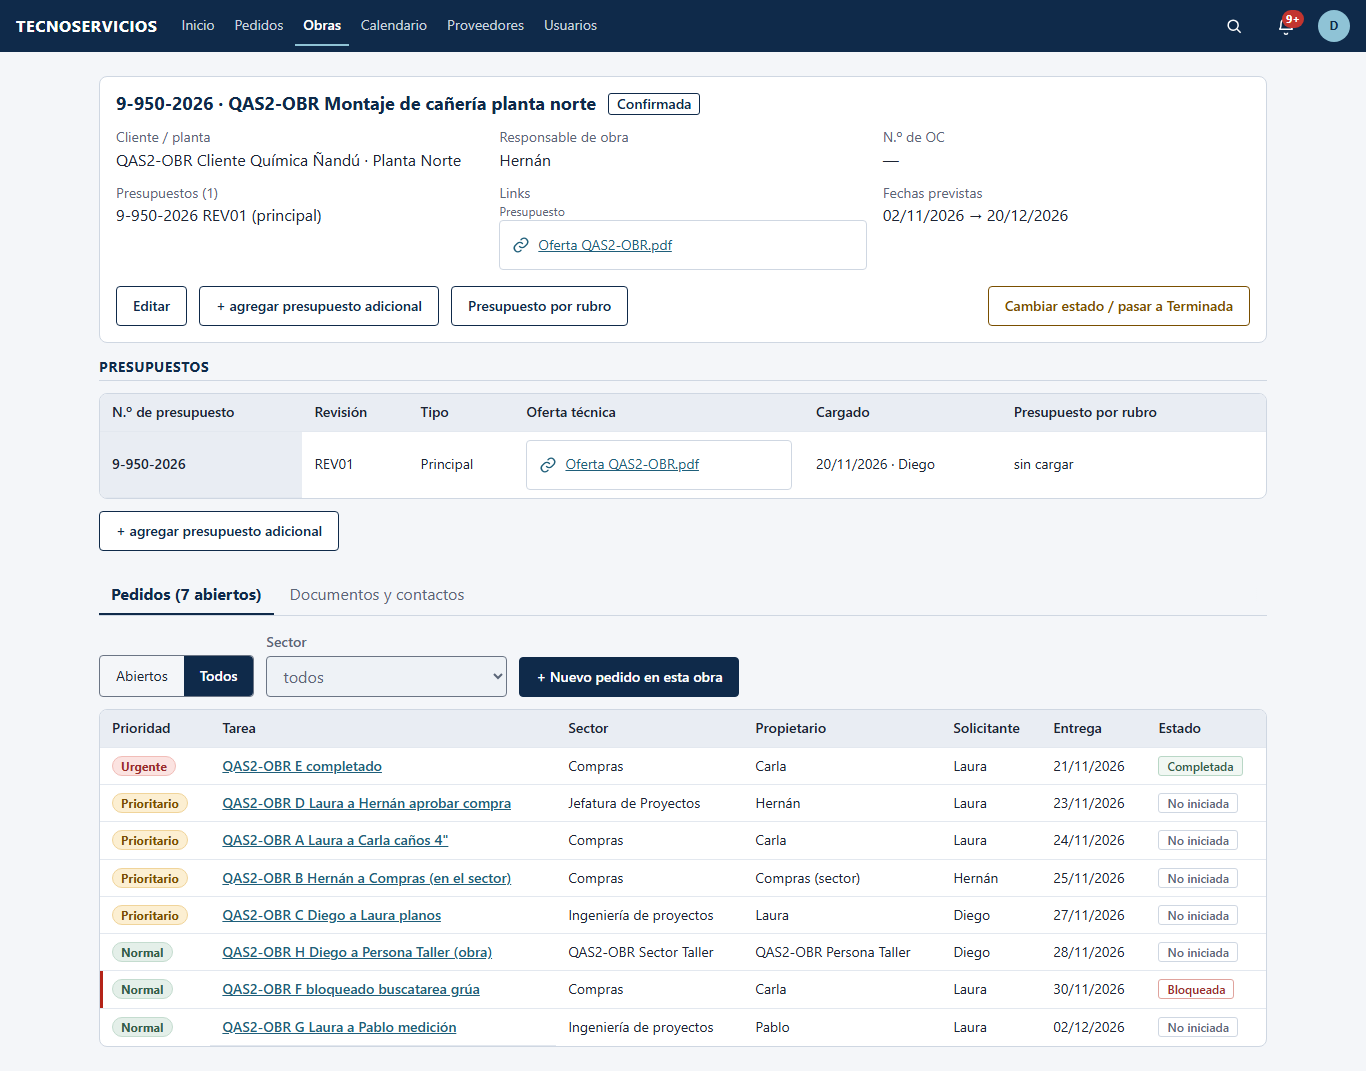 TECNOSERVICIOS Inicio Pedidos Obras Calendario Proveedores Usuarios 9+ D
9-950-2026 · QAS2-OBR Montaje de cañería planta norte Confirmada
Cliente / planta Responsable de obra N.º de OC
QAS2-OBR Cliente Química Ñandú · Planta Norte Hernán —
Presupuestos (1) Links Fechas previstas
Presupuesto
9-950-2026 REV01 (principal) 02/11/2026 → 20/12/2026
Oferta QAS2-OBR.pdf
Editar + agregar presupuesto adicional Presupuesto por rubro Cambiar estado / pasar a Terminada
PRESUPUESTOS
N.º de presupuesto Revisión Tipo Oferta técnica Cargado Presupuesto por rubro
9-950-2026 REV01 Principal Oferta QAS2-OBR.pdf 20/11/2026 · Diego sin cargar
+ agregar presupuesto adicional
Pedidos (7 abiertos) Documentos y contactos
Sector
Abiertos Todos todos + Nuevo pedido en esta obra
Prioridad Tarea Sector Propietario Solicitante Entrega Estado
Urgente QAS2-OBR E completado Compras Carla Laura 21/11/2026 Completada
Prioritario QAS2-OBR D Laura a Hernán aprobar compra Jefatura de Proyectos Hernán Laura 23/11/2026 No iniciada
Prioritario QAS2-OBR A Laura a Carla caños 4" Compras Carla Laura 24/11/2026 No iniciada
Prioritario QAS2-OBR B Hernán a Compras (en el sector) Compras Compras (sector) Hernán 25/11/2026 No iniciada
Prioritario QAS2-OBR C Diego a Laura planos Ingeniería de proyectos Laura Diego 27/11/2026 No iniciada
Normal QAS2-OBR H Diego a Persona Taller (obra) QAS2-OBR Sector Taller QAS2-OBR Persona Taller Diego 28/11/2026 No iniciada
Normal QAS2-OBR F bloqueado buscatarea grúa Compras Carla Laura 30/11/2026 Bloqueada
Normal QAS2-OBR G Laura a Pablo medición Ingeniería de proyectos Pablo Laura 02/12/2026 No iniciada